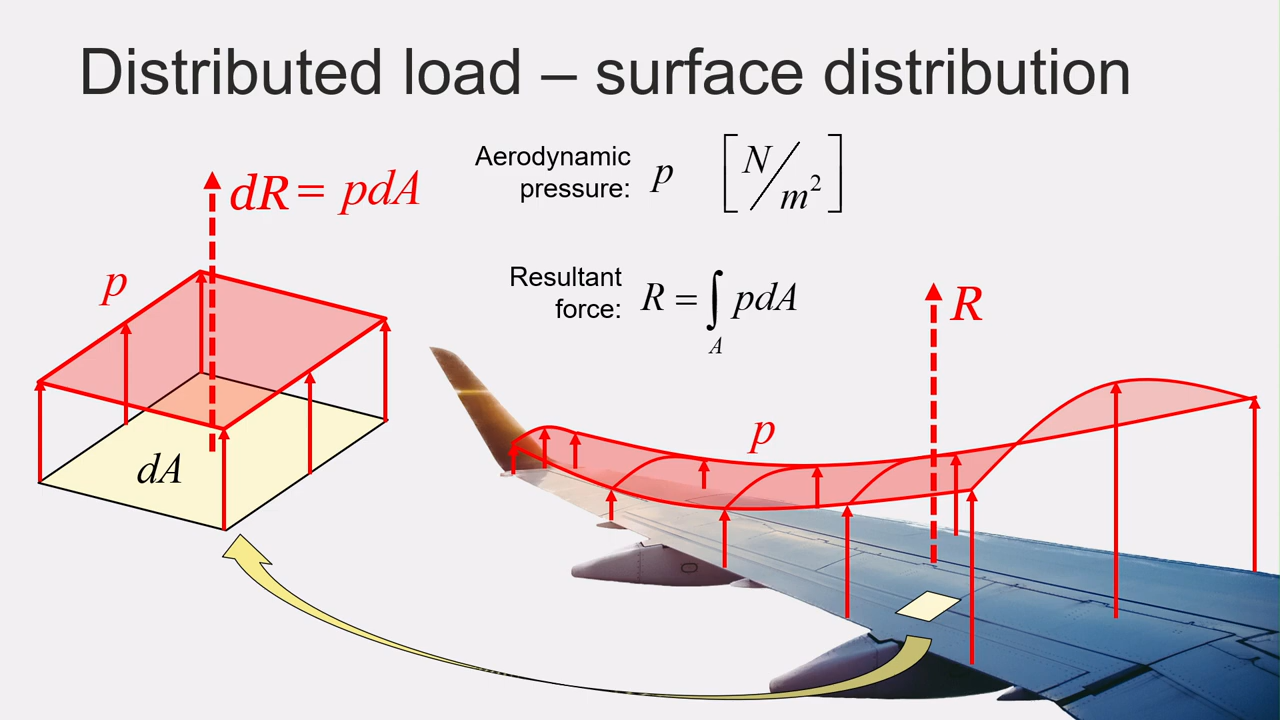 Distributed load – surface distribution
Aerodynamic
pressure: p [N/m²]
dR = pdA
p
Resultant
force: R = ∫_A pdA
R
p
dA